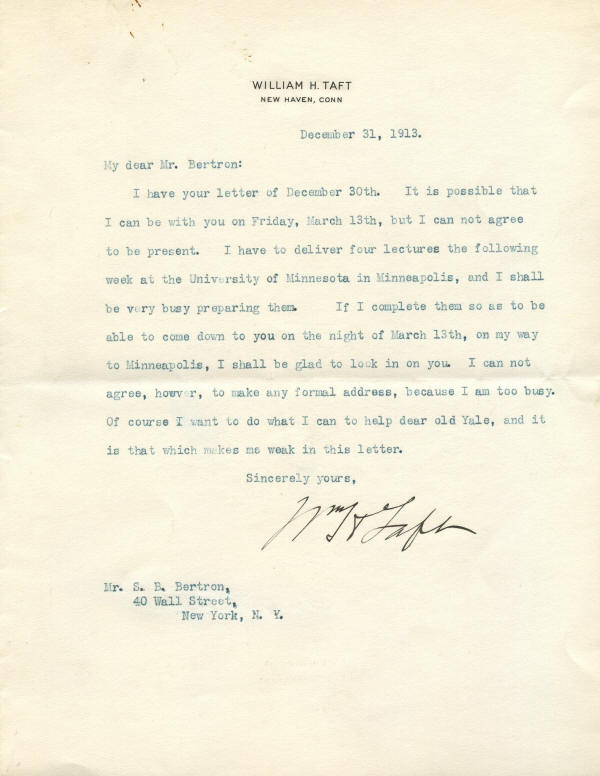 WILLIAM H. TAFT
NEW HAVEN, CONN
December 31, 1913.
My dear Mr. Bertron:
I have your letter of December 30th. It is possible that
I can be with you on Friday, March 13th, but I can not agree
to be present. I have to deliver four lectures the following
week at the University of Minnesota in Minneapolis, and I shall
be very busy preparing them. If I complete them so as to be
able to come down to you on the night of March 13th, on my way
to Minneapolis, I shall be glad to look in on you. I can not
agree, howver, to make any formal address, because I am too busy.
Of course I want to do what I can to help dear old Yale, and it
is that which makes me weak in this letter.
Sincerely yours,
Wm H Taft
Mr. S. B. Bertron,
40 Wall Street,
New York, N. Y.